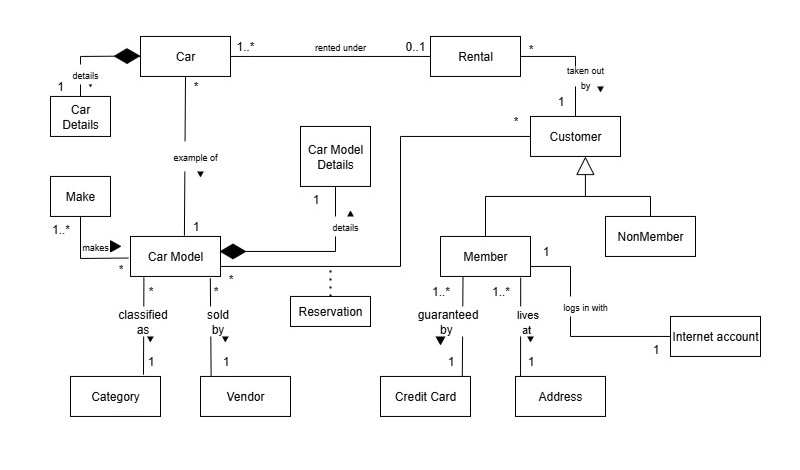 Car
1..*
rented under
0..1
Rental
*
details
1
*
taken out
by
1
Car
Details
*
Customer
Car Model
Details
example of
Make
1
1..*
1
details
makes
*
Car Model
*
Member
1
NonMember
*
*
1..*
1..*
Reservation
logs in with
classified
as
sold
by
guaranteed
by
lives
at
Internet account
1
1
1
1
1
Category
Vendor
Credit Card
Address